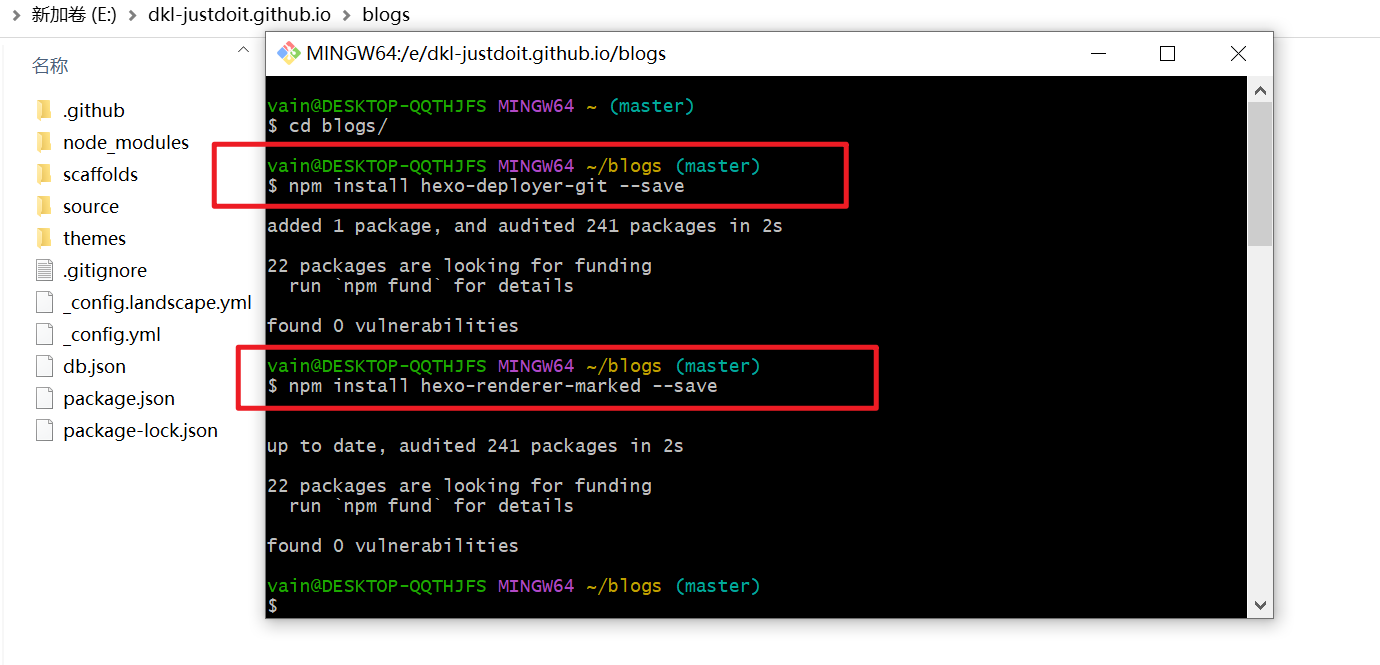 新加卷 (E:) > dkl-justdoit.github.io > blogs
名称
.github
node_modules
scaffolds
source
themes
.gitignore
_config.landscape.yml
_config.yml
db.json
package.json
package-lock.json
MINGW64:/e/dkl-justdoit.github.io/blogs
vain@DESKTOP-QQTHJFS MINGW64 ~ (master)
$ cd blogs/
vain@DESKTOP-QQTHJFS MINGW64 ~/blogs (master)
$ npm install hexo-deployer-git --save
added 1 package, and audited 241 packages in 2s
22 packages are looking for funding
run `npm fund` for details
found 0 vulnerabilities
vain@DESKTOP-QQTHJFS MINGW64 ~/blogs (master)
$ npm install hexo-renderer-marked --save
up to date, audited 241 packages in 2s
22 packages are looking for funding
run `npm fund` for details
found 0 vulnerabilities
vain@DESKTOP-QQTHJFS MINGW64 ~/blogs (master)
$